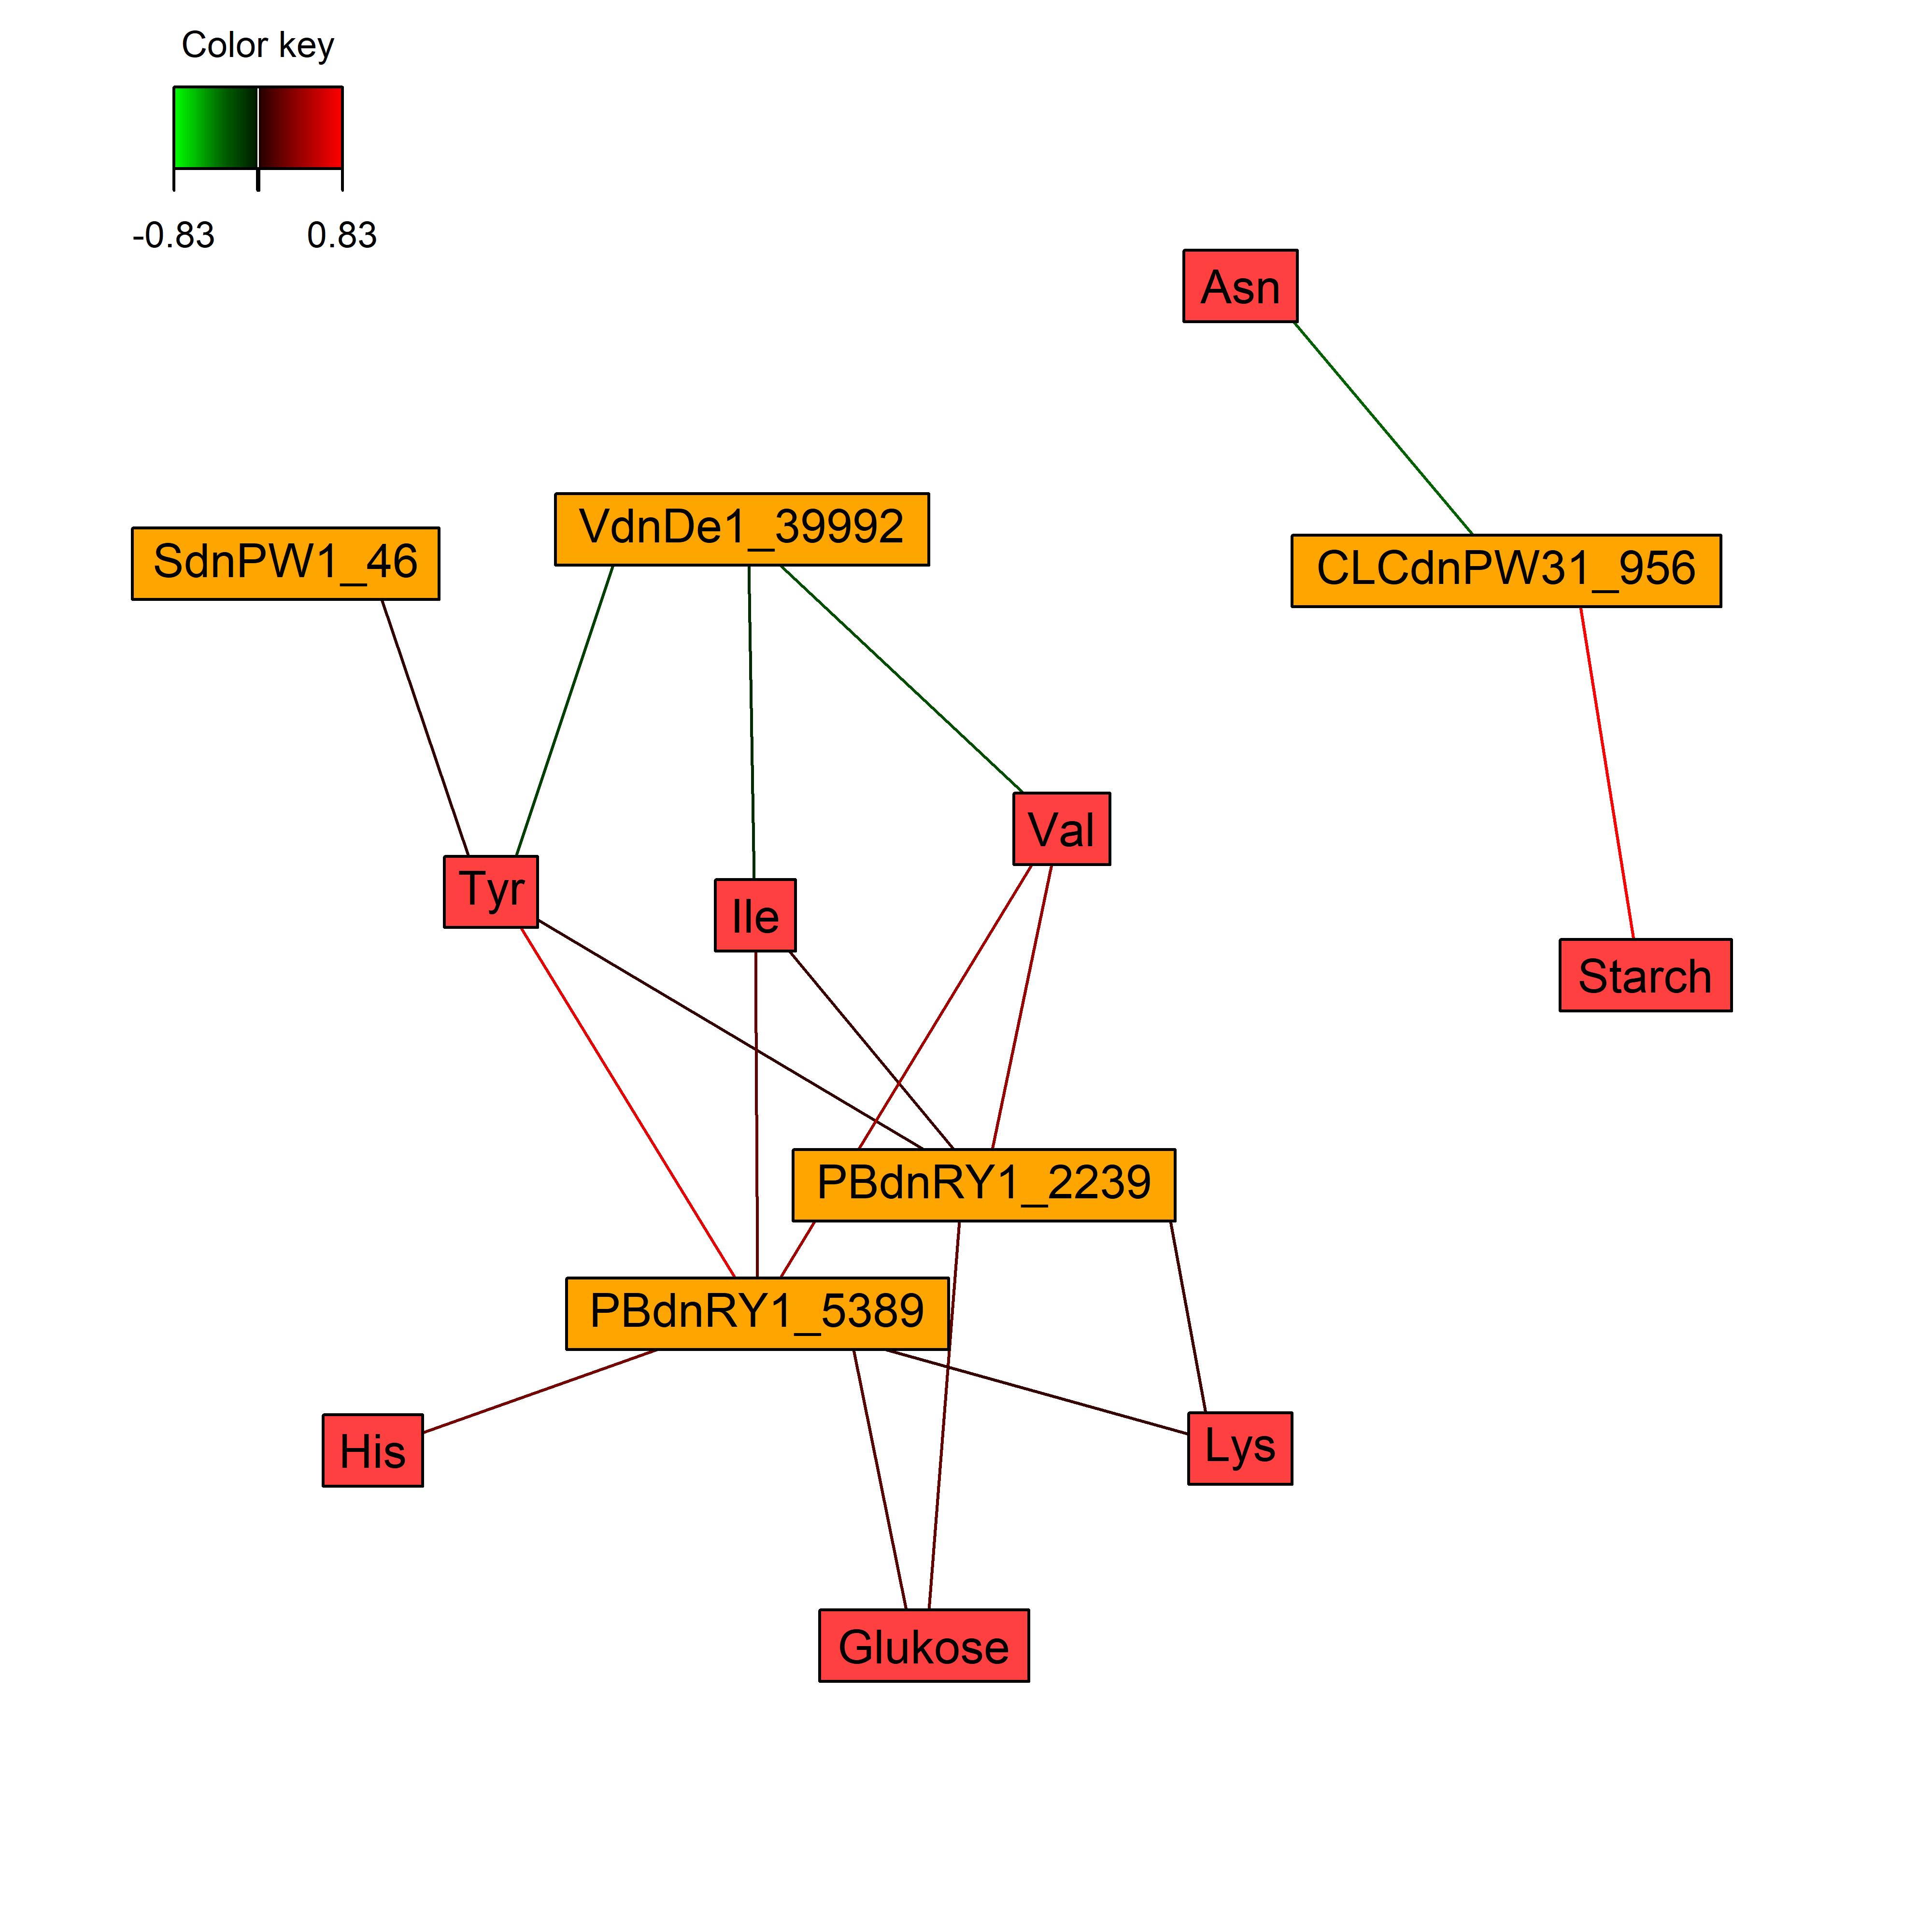 Color key
-0.83 0.83
Asn
SdnPW1_46
VdnDe1_39992
CLCdnPW31_956
Tyr
Ile
Val
Starch
PBdnRY1_2239
PBdnRY1_5389
His
Lys
Glukose